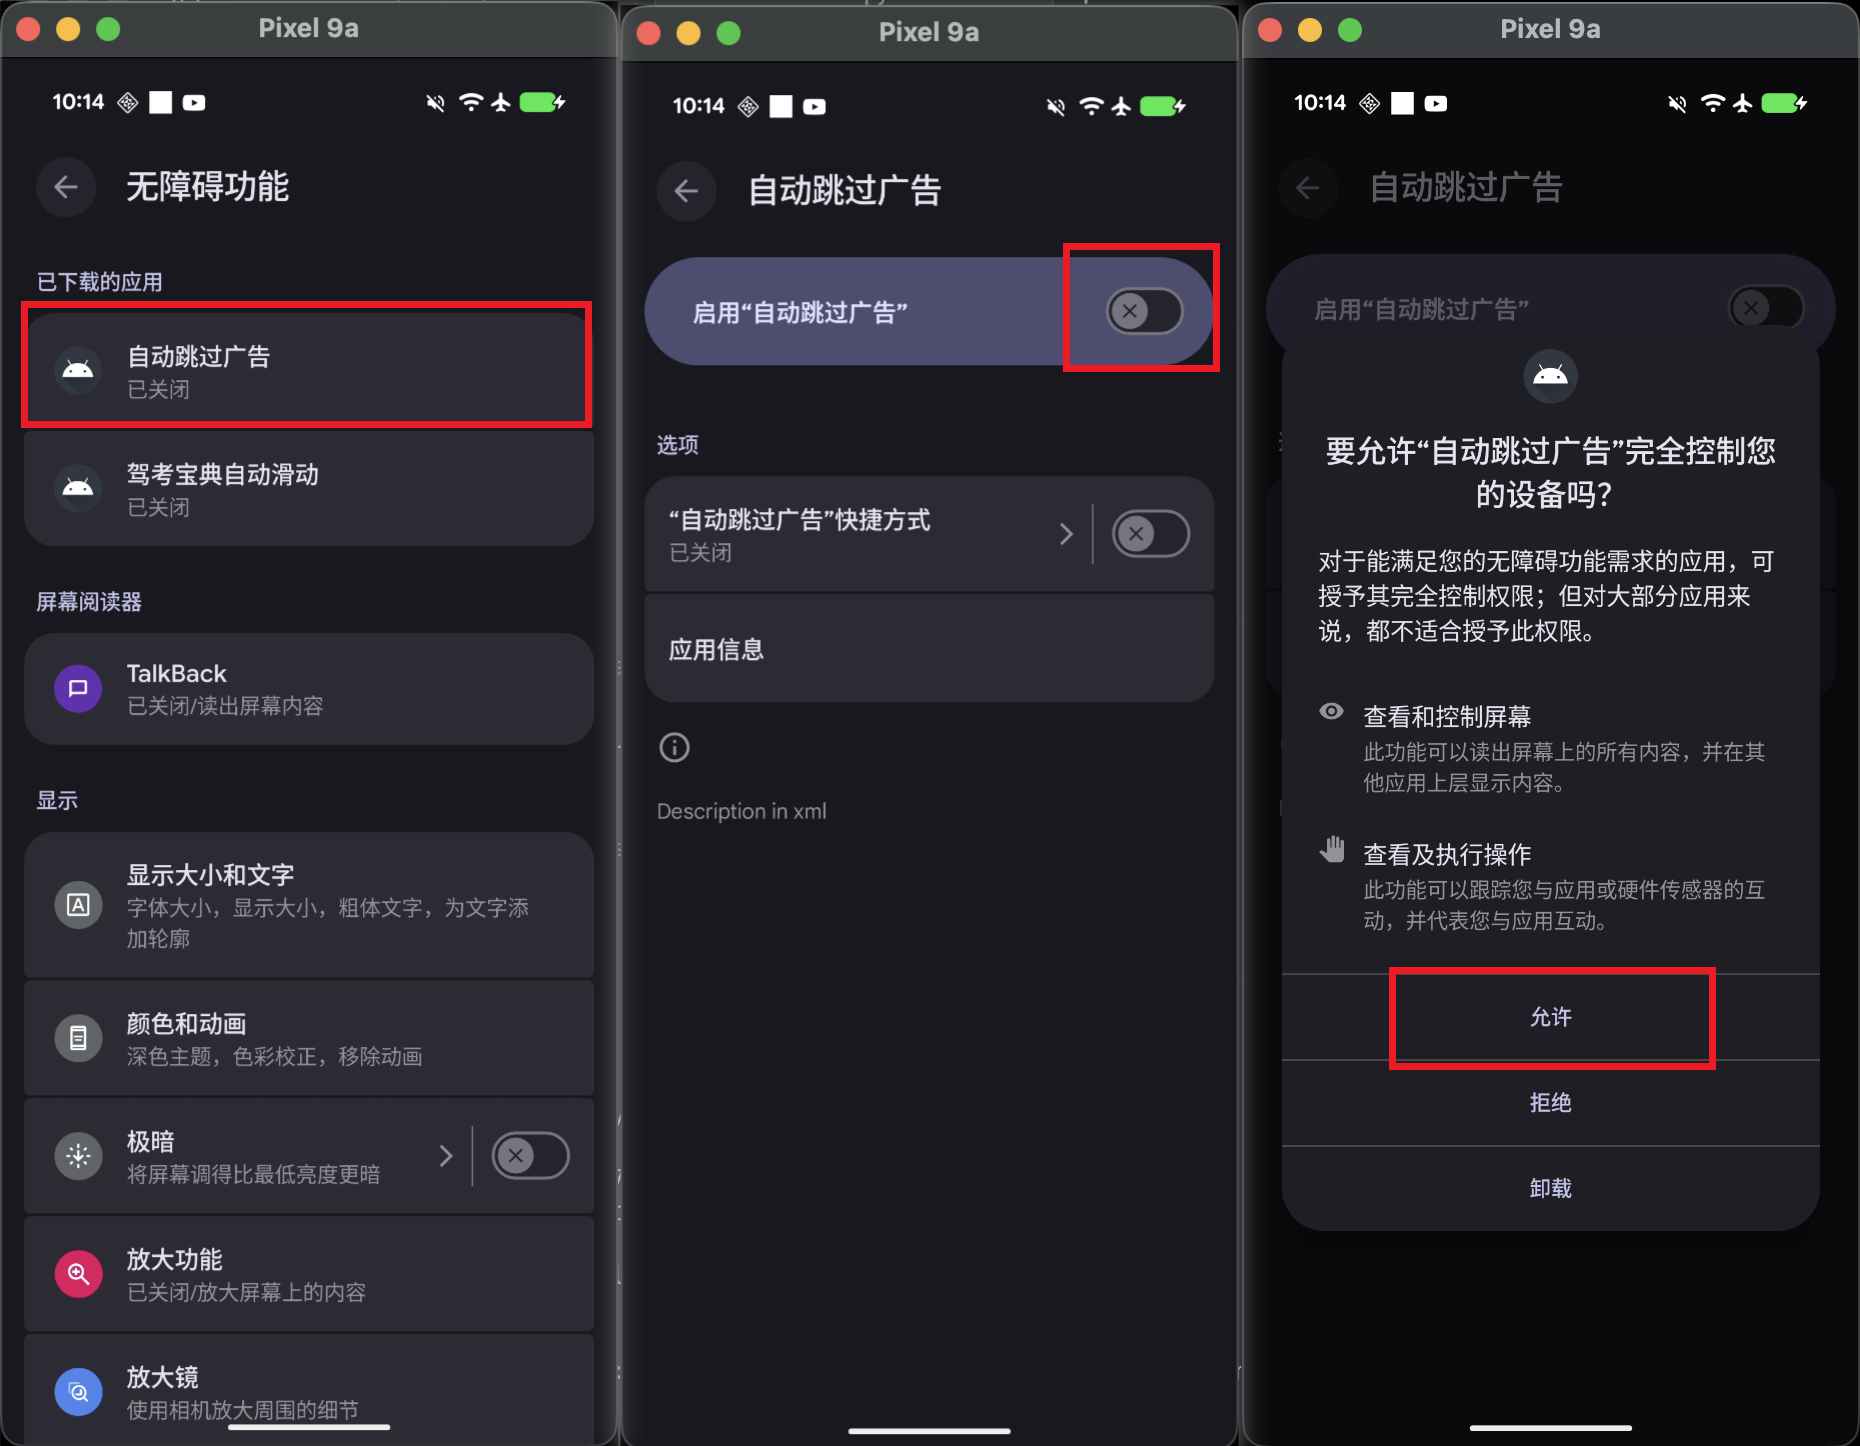 Pixel 9a
10:14
无障碍功能
已下载的应用
自动跳过广告
已关闭
驾考宝典自动滑动
已关闭
屏幕阅读器
TalkBack
已关闭/读出屏幕内容
显示
显示大小和文字
字体大小，显示大小，粗体文字，为文字添
加轮廓
颜色和动画
深色主题，色彩校正，移除动画
极暗
将屏幕调得比最低亮度更暗
放大功能
已关闭/放大屏幕上的内容
放大镜
使用相机放大周围的细节
Pixel 9a
10:14
自动跳过广告
启用“自动跳过广告”
选项
“自动跳过广告”快捷方式
已关闭
应用信息
Description in xml
Pixel 9a
10:14
自动跳过广告
启用“自动跳过广告”
要允许“自动跳过广告”完全控制您
的设备吗？
对于能满足您的无障碍功能需求的应用，可
授予其完全控制权限；但对大部分应用来
说，都不适合授予此权限。
查看和控制屏幕
此功能可以读出屏幕上的所有内容，并在其
他应用上层显示内容。
查看及执行操作
此功能可以跟踪您与应用或硬件传感器的互
动，并代表您与应用互动。
允许
拒绝
卸载